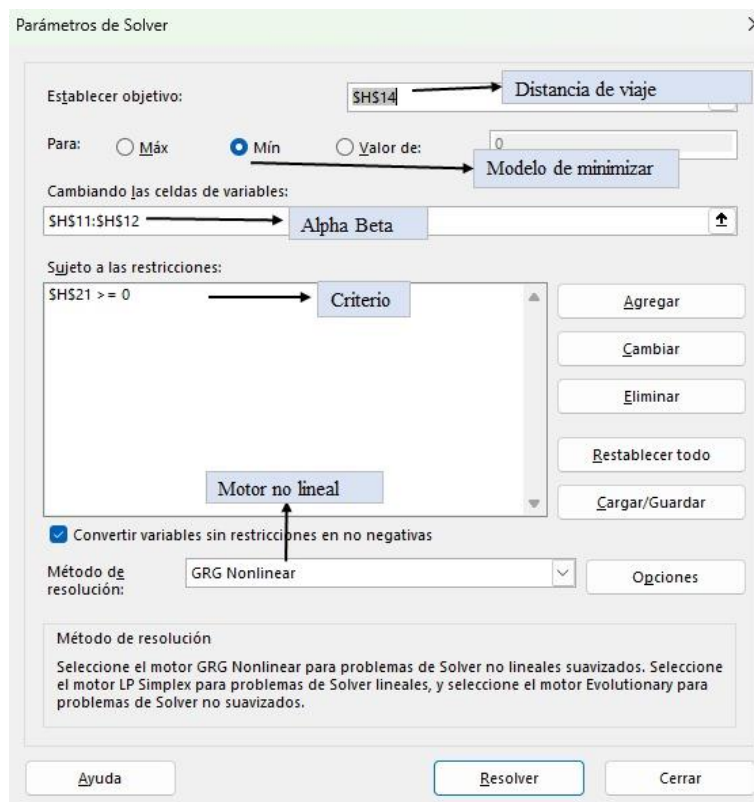 Parámetros de Solver
Establecer objetivo:
$H$14
Distancia de viaje
Para:
Máx
Mín
Valor de:
0
Modelo de minimizar
Cambiando las celdas de variables:
$H$11:$H$12
Alpha Beta
Sujeto a las restricciones:
$H$21 >= 0
Criterio
Agregar
Cambiar
Eliminar
Restablecer todo
Cargar/Guardar
Motor no lineal
Convertir variables sin restricciones en no negativas
Método de
resolución:
GRG Nonlinear
Opciones
Método de resolución
Seleccione el motor GRG Nonlinear para problemas de Solver no lineales suavizados. Seleccione
el motor LP Simplex para problemas de Solver lineales, y seleccione el motor Evolutionary para
problemas de Solver no suavizados.
Ayuda
Resolver
Cerrar